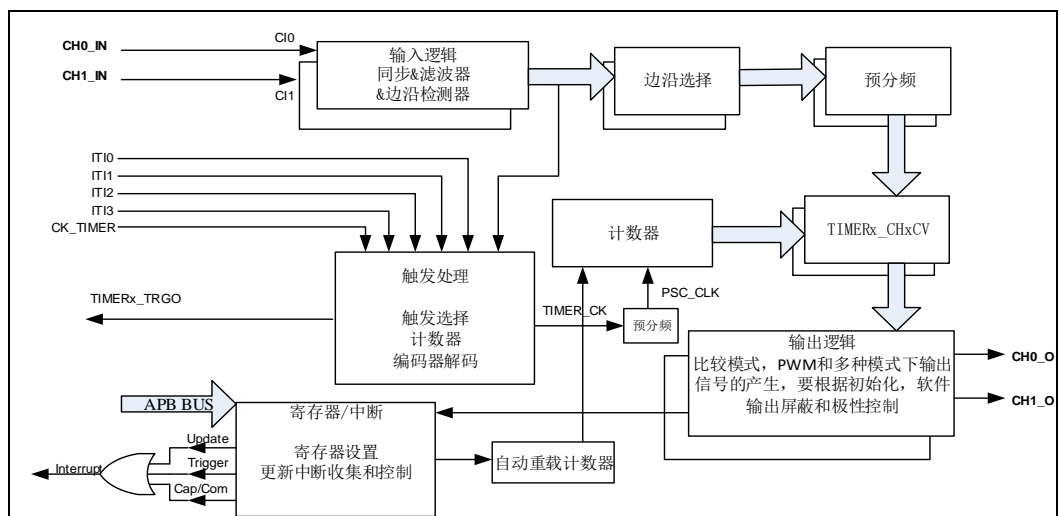 CH0_IN
CI0
CH1_IN
CI1
输入逻辑
同步&滤波器
&边沿检测器
边沿选择
预分频
ITI0
ITI1
ITI2
ITI3
CK_TIMER
计数器
TIMERx_CHxCV
触发处理
触发选择
计数器
编码器解码
TIMERx_TRGO
TIMER_CK
PSC_CLK
预分频
输出逻辑
比较模式，PWM和多种模式下输出
信号的产生，要根据初始化，软件
输出屏蔽和极性控制
CH0_O
CH1_O
APB BUS
寄存器/中断
寄存器设置
更新中断收集和控制
Update
Trigger
Cap/Com
Interrupt
自动重载计数器